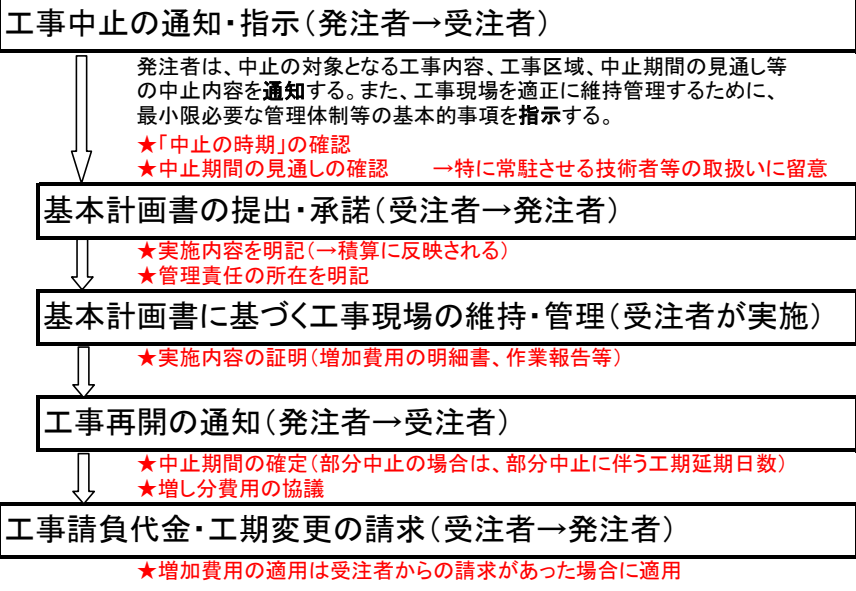 工事中止の通知・指示（発注者→受注者）
発注者は、中止の対象となる工事内容、工事区域、中止期間の見通し等
の中止内容を通知する。また、工事現場を適正に維持管理するために、
最小限必要な管理体制等の基本的事項を指示する。
★「中止の時期」の確認
★中止期間の見通しの確認　　→特に常駐させる技術者等の取扱いに留意
基本計画書の提出・承諾（受注者→発注者）
★実施内容を明記（→積算に反映される）
★管理責任の所在を明記
基本計画書に基づく工事現場の維持・管理（受注者が実施）
★実施内容の証明（増加費用の明細書、作業報告等）
工事再開の通知（発注者→受注者）
★中止期間の確定（部分中止の場合は、部分中止に伴う工期延期日数）
★増し分費用の協議
工事請負代金・工期変更の請求（受注者→発注者）
★増加費用の適用は受注者からの請求があった場合に適用